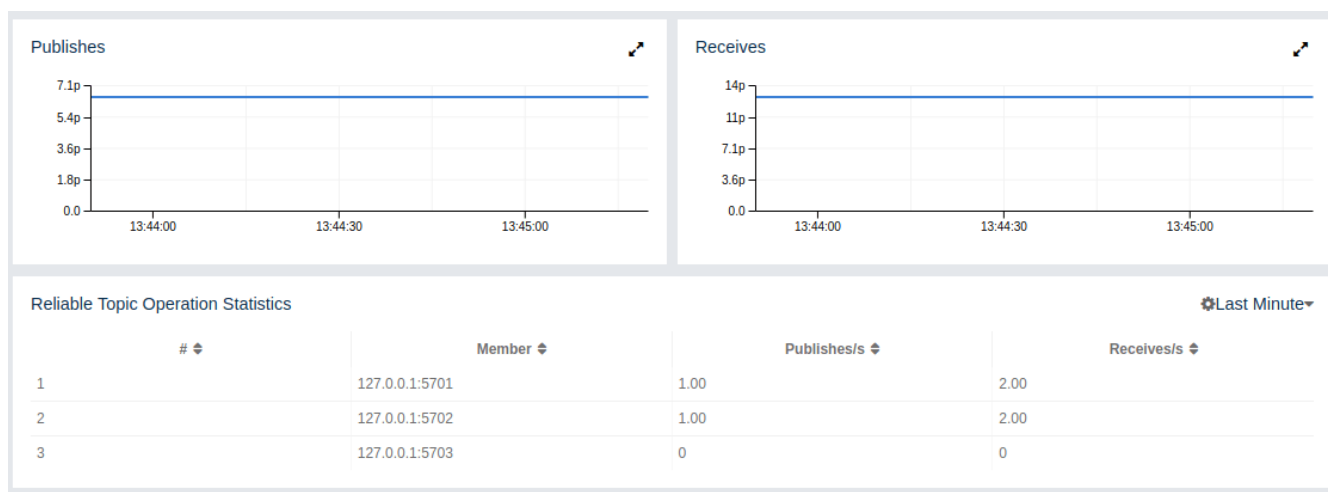 Publishes
7.1p
5.4p
3.6p
1.8p
0.0
13:44:00 13:44:30 13:45:00
Receives
14p
11p
7.1p
3.6p
0.0
13:44:00 13:44:30 13:45:00
Reliable Topic Operation Statistics Last Minute
# Member Publishes/s Receives/s
1 127.0.0.1:5701 1.00 2.00
2 127.0.0.1:5702 1.00 2.00
3 127.0.0.1:5703 0 0